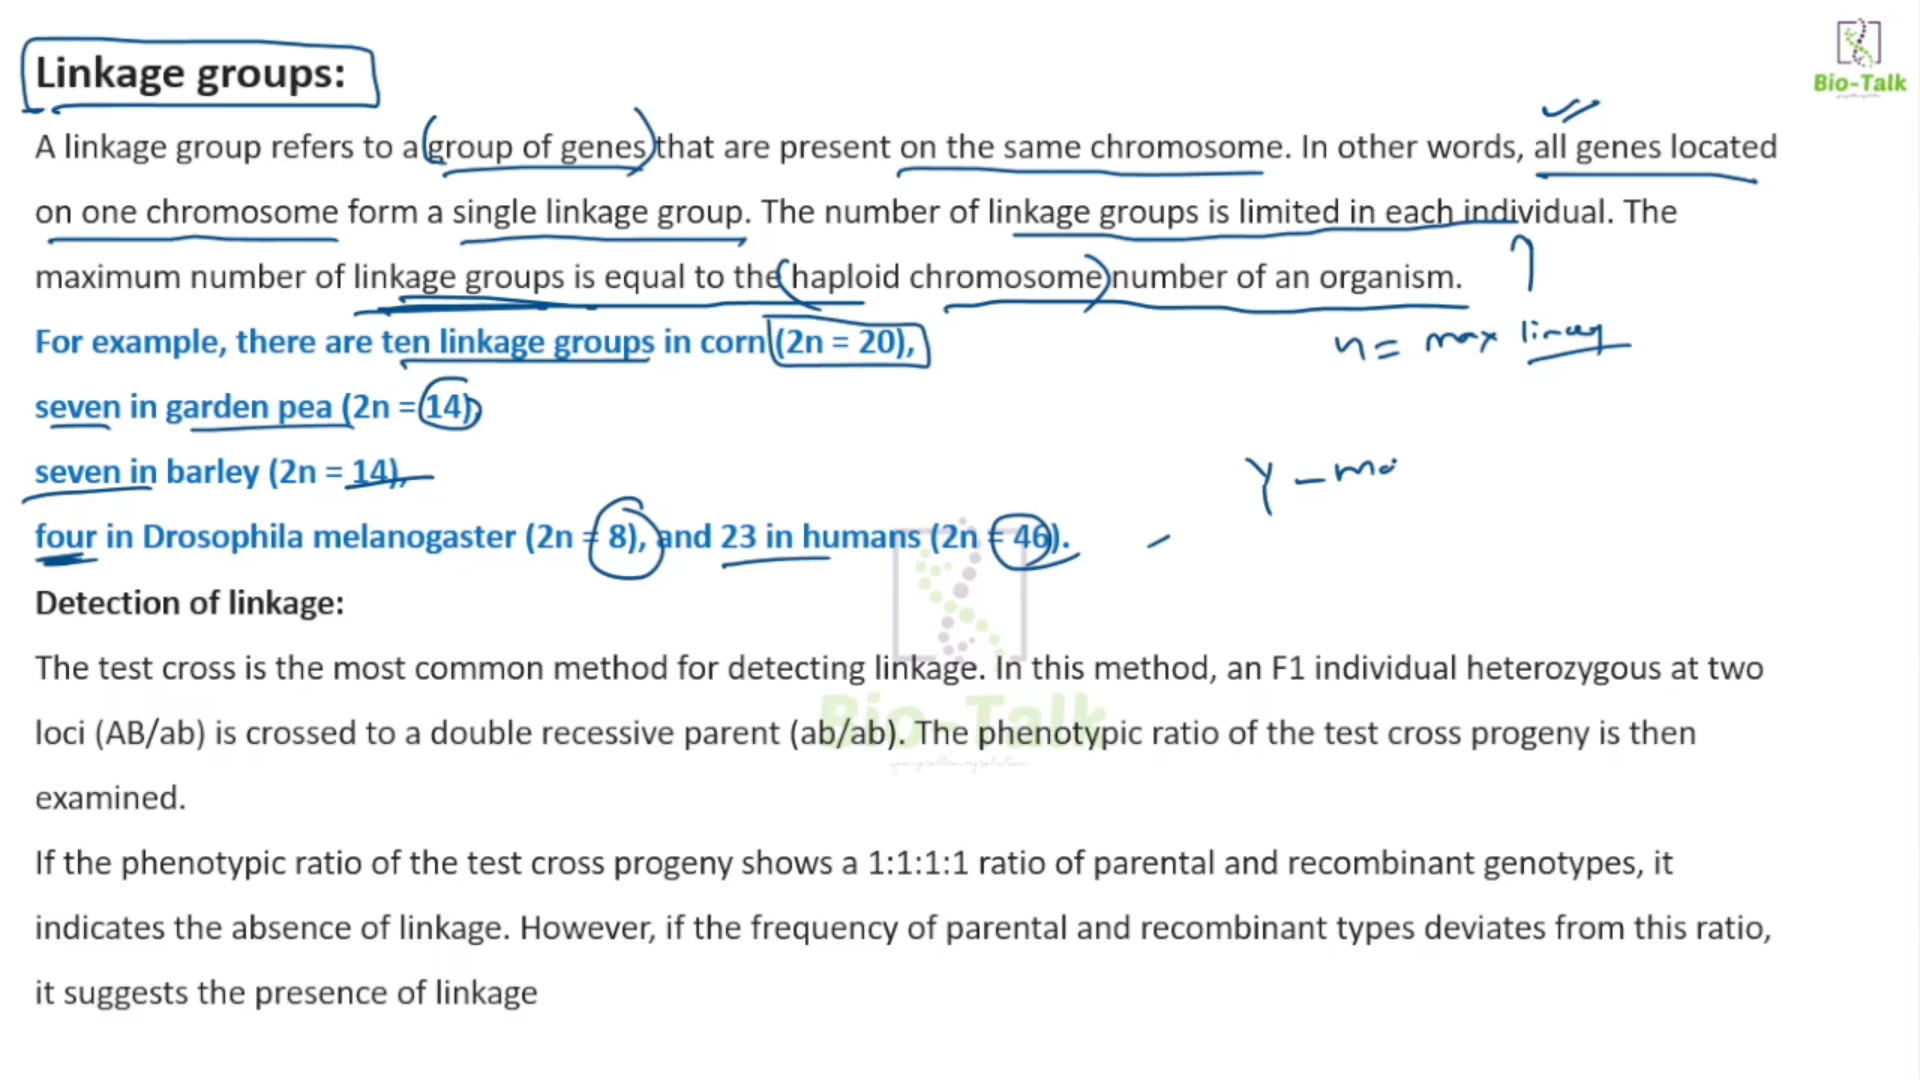 Linkage groups:
Bio-Talk
A linkage group refers to a group of genes that are present on the same chromosome. In other words, all genes located
on one chromosome form a single linkage group. The number of linkage groups is limited in each individual. The
maximum number of linkage groups is equal to the haploid chromosome number of an organism.
For example, there are ten linkage groups in corn (2n = 20),
n = max
seven in garden pea (2n = 14),
seven in barley (2n = 14),
Y - ma
four in Drosophila melanogaster (2n = 8), and 23 in humans (2n = 46).
Detection of linkage:
The test cross is the most common method for detecting linkage. In this method, an F1 individual heterozygous at two
Bio-Talk
loci (AB/ab) is crossed to a double recessive parent (ab/ab). The phenotypic ratio of the test cross progeny is then
examined.
If the phenotypic ratio of the test cross progeny shows a 1:1:1:1 ratio of parental and recombinant genotypes, it
indicates the absence of linkage. However, if the frequency of parental and recombinant types deviates from this ratio,
it suggests the presence of linkage